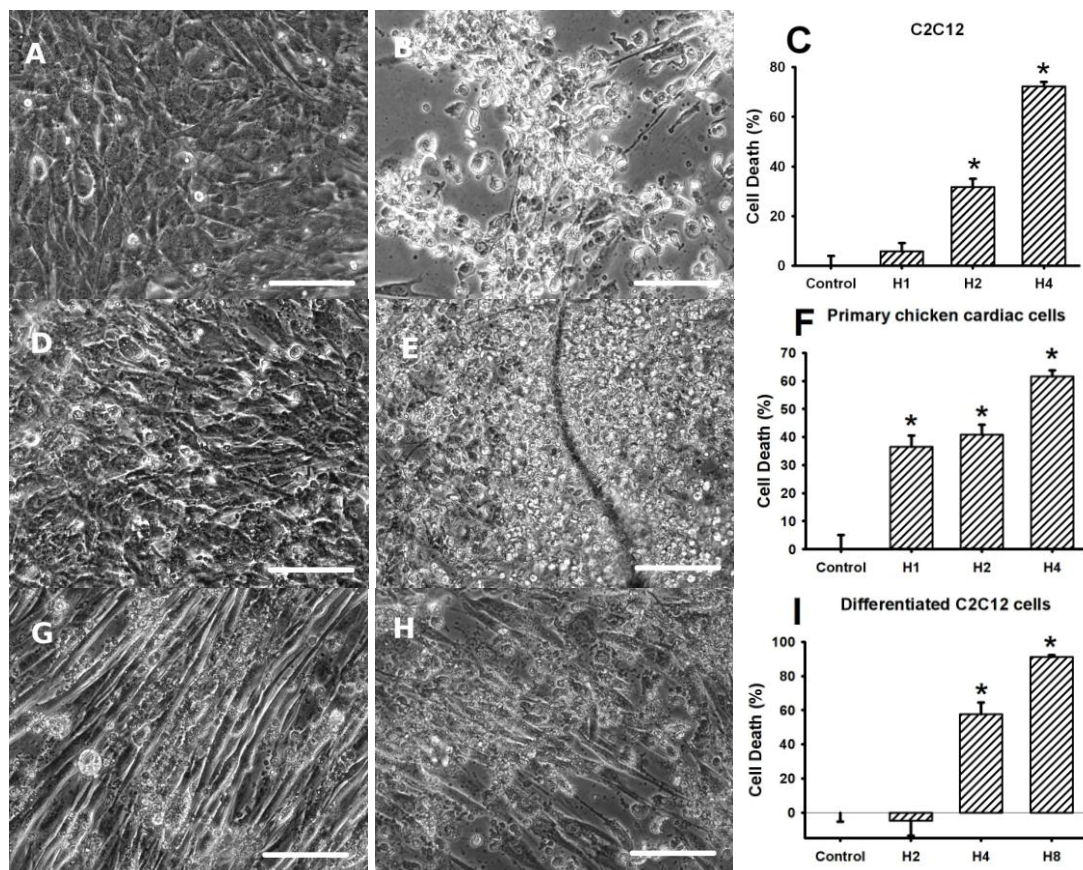 A
B
C
C2C12
Cell Death (%)
80
60
40
20
0
*
*
Control
H1
H2
H4
D
E
F
Primary chicken cardiac cells
Cell Death (%)
70
60
50
40
30
20
10
0
*
*
*
Control
H1
H2
H4
G
H
I
Differentiated C2C12 cells
Cell Death (%)
100
80
60
40
20
0
*
*
Control
H2
H4
H8